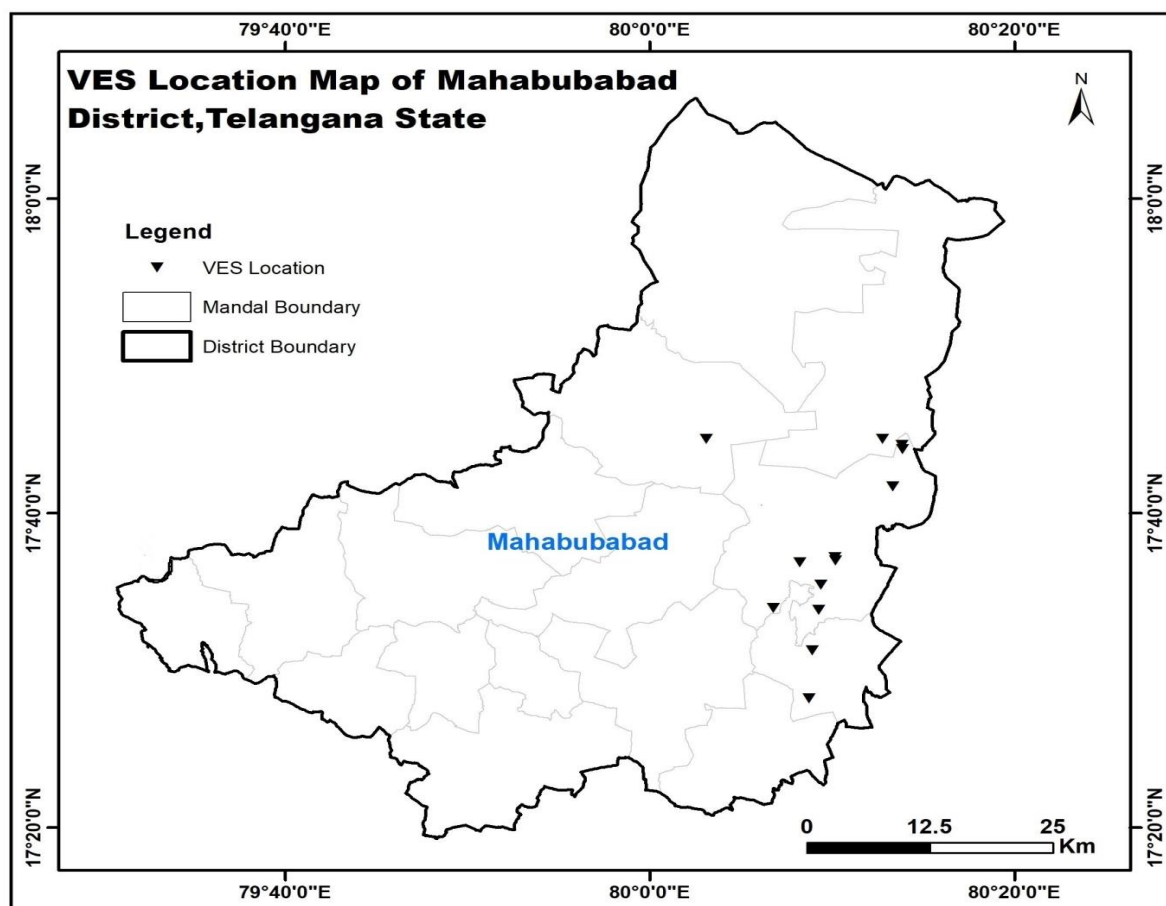 79°40'0"E 80°0'0"E 80°20'0"E
VES Location Map of Mahabubabad
District,Telangana State
N
18°0'0"N 18°0'0"N
Legend
VES Location
Mandal Boundary
District Boundary
17°40'0"N 17°40'0"N
Mahabubabad
17°20'0"N 17°20'0"N
0 12.5 25
Km
79°40'0"E 80°0'0"E 80°20'0"E